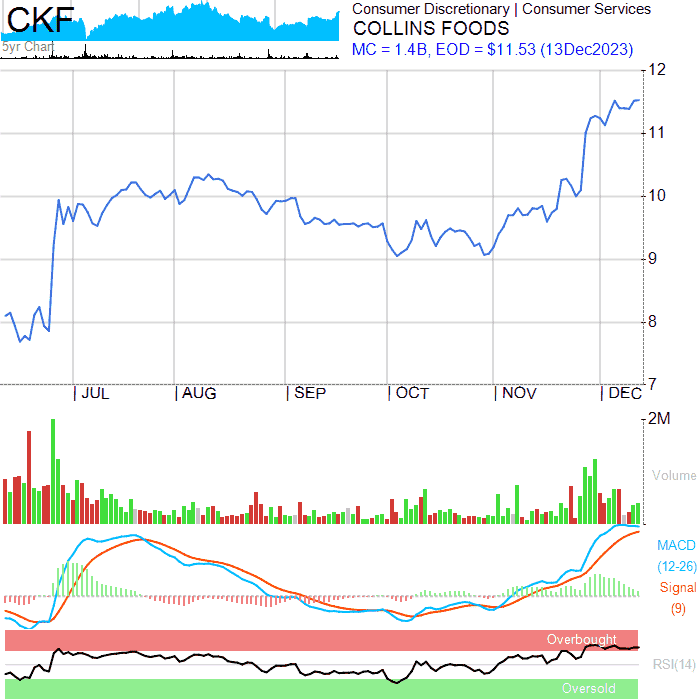 CKF
5yr Chart
Consumer Discretionary | Consumer Services
COLLINS FOODS
MC = 1.4B, EOD = $11.53 (13Dec2023)
12
11
10
9
8
7
| JUL | AUG | SEP | OCT | NOV | DEC
2M
Volume
MACD
(12-26)
Signal
(9)
Overbought
RSI(14)
Oversold